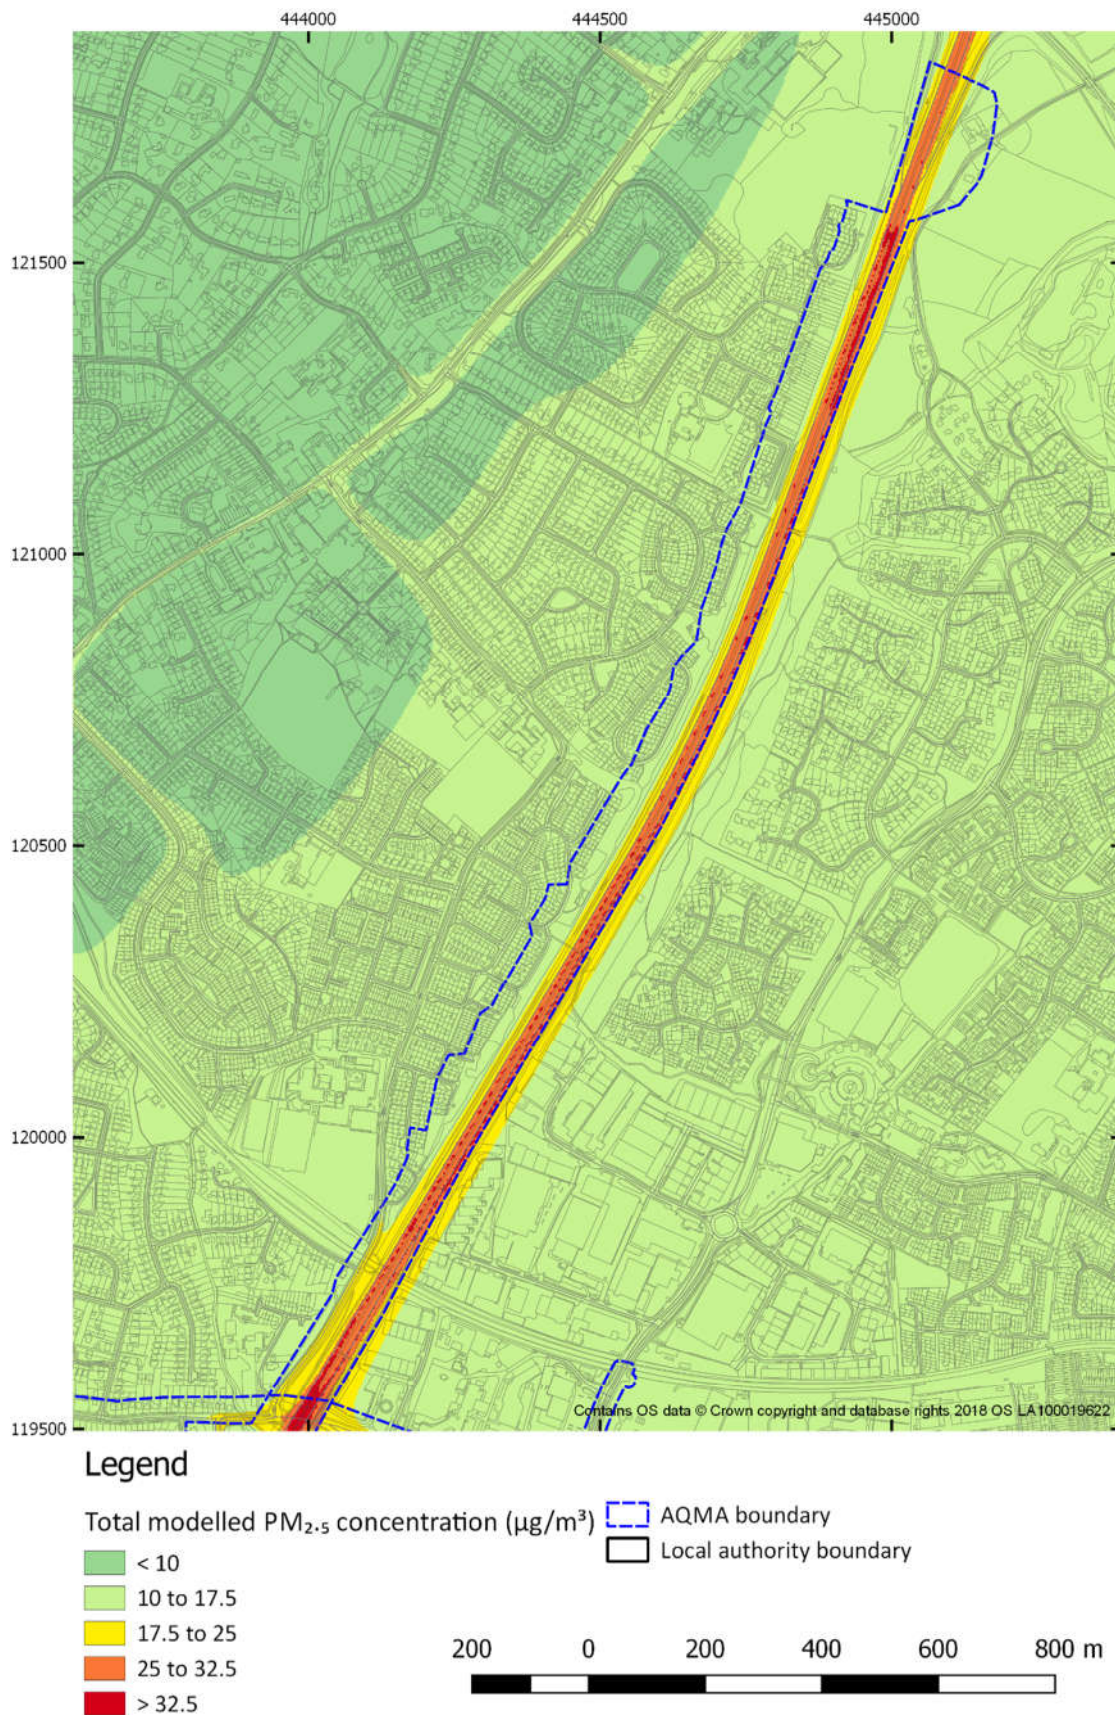 444000 444500 445000
121500
121000
120500
120000
119500
Contains OS data © Crown copyright and database rights 2018 OS LA100019622
Legend
Total modelled PM₂.₅ concentration (µg/m³)
< 10
10 to 17.5
17.5 to 25
25 to 32.5
> 32.5
AQMA boundary
Local authority boundary
200 0 200 400 600 800 m